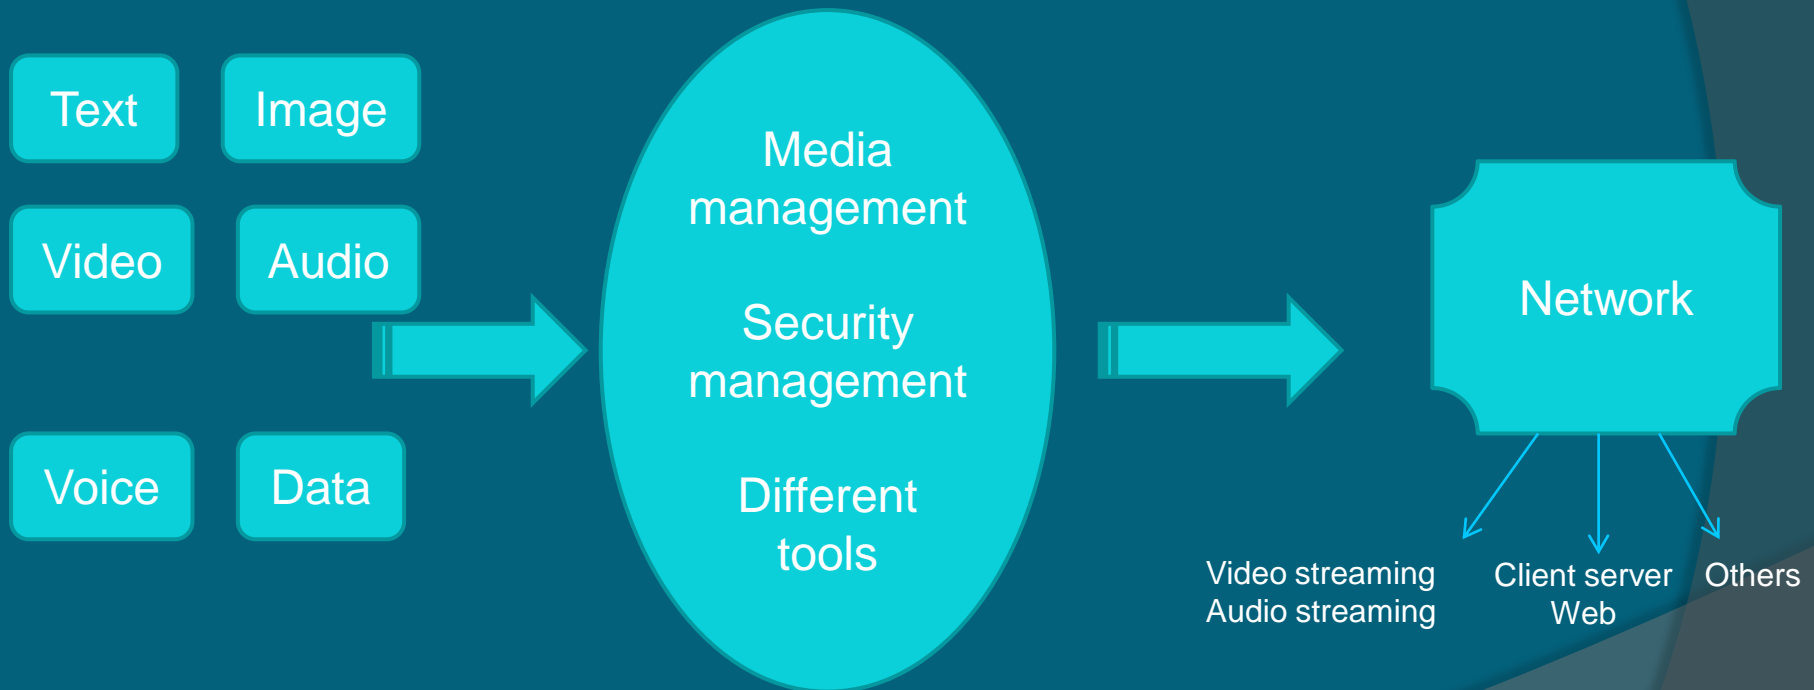 Text
Image
Video
Audio
Voice
Data
Media
management
Security
management
Different
tools
Network
Video streaming
Audio streaming
Client server
Web
Others